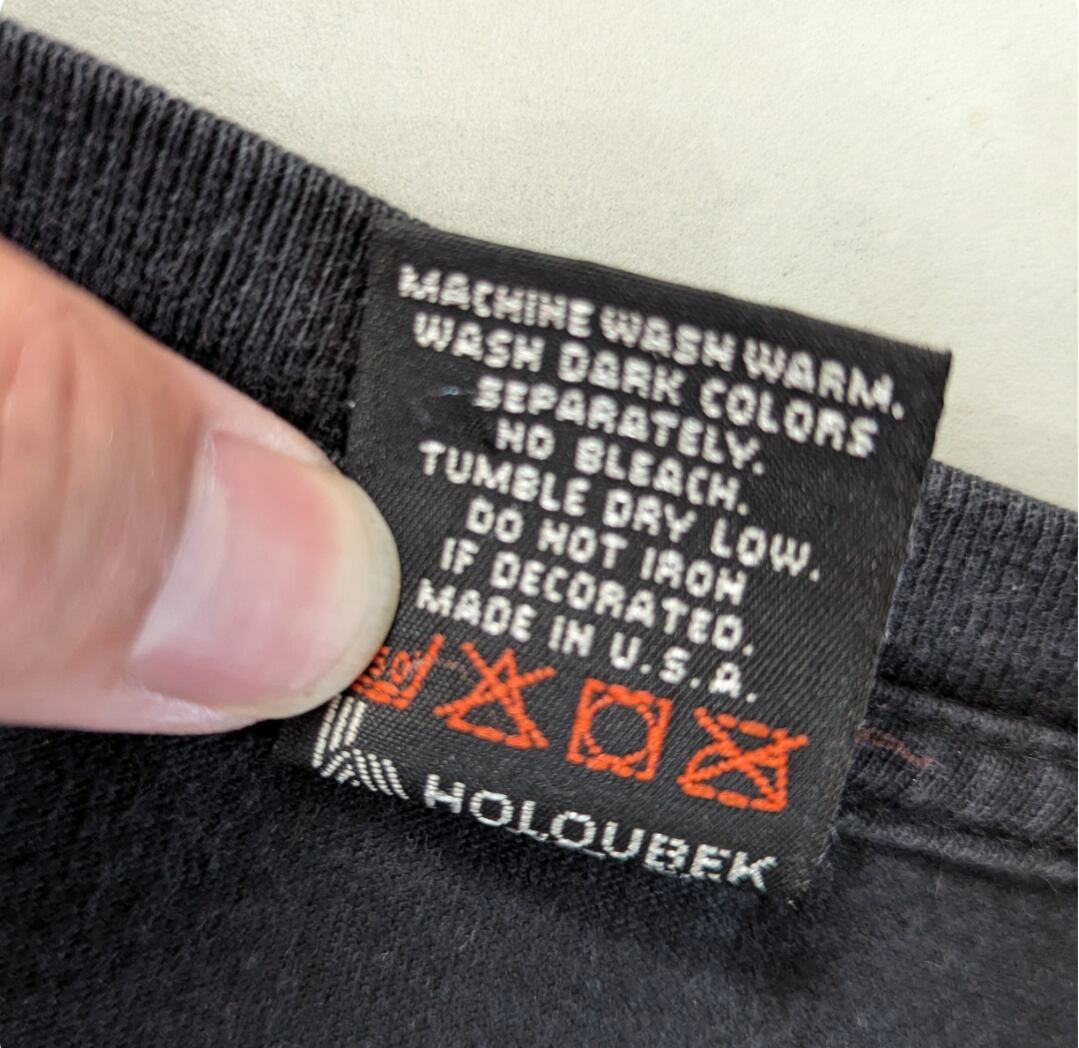 MACHINE WASH WARM.
WASH DARK COLORS
SEPARATELY.
NO BLEACH.
TUMBLE DRY LOW.
DO NOT IRON
IF DECORATED.
MADE IN U.S.A.
HOLOUBEK